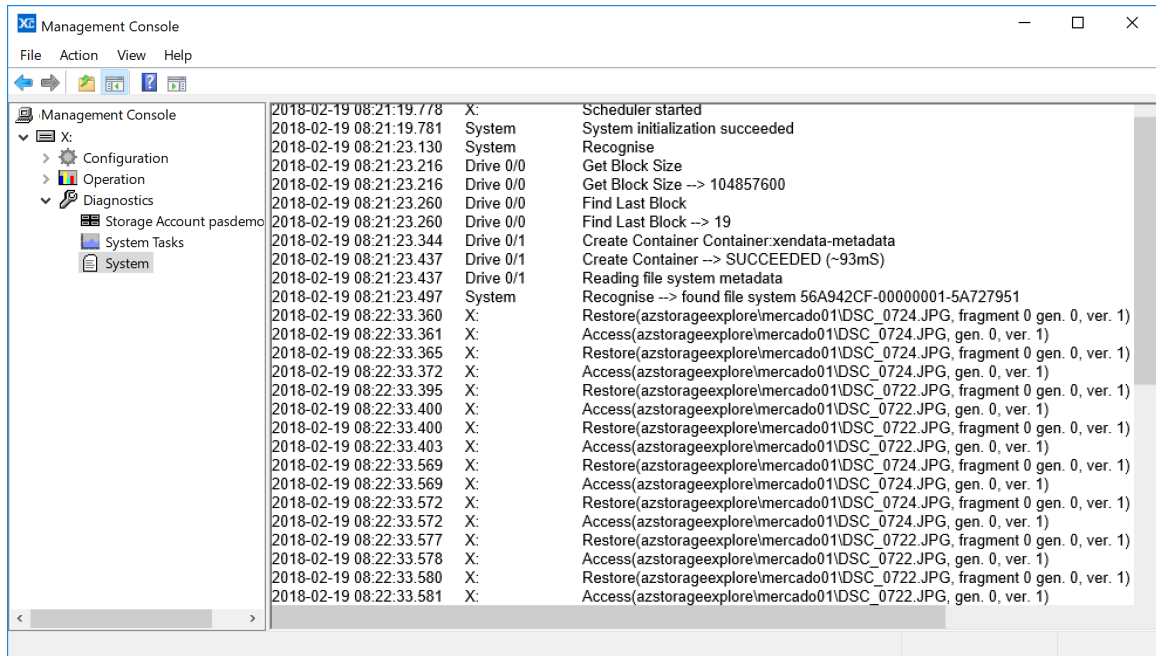 XD Management Console
File Action View Help
Management Console
X:
Configuration
Operation
Diagnostics
Storage Account pasdemo
System Tasks
System
2018-02-19 08:21:19.778 X: Scheduler started
2018-02-19 08:21:19.781 System System initialization succeeded
2018-02-19 08:21:23.130 System Recognise
2018-02-19 08:21:23.216 Drive 0/0 Get Block Size
2018-02-19 08:21:23.216 Drive 0/0 Get Block Size --> 104857600
2018-02-19 08:21:23.260 Drive 0/0 Find Last Block
2018-02-19 08:21:23.260 Drive 0/0 Find Last Block --> 19
2018-02-19 08:21:23.344 Drive 0/1 Create Container Container:xendata-metadata
2018-02-19 08:21:23.437 Drive 0/1 Create Container --> SUCCEEDED (~93mS)
2018-02-19 08:21:23.437 Drive 0/1 Reading file system metadata
2018-02-19 08:21:23.497 System Recognise --> found file system 56A942CF-00000001-5A727951
2018-02-19 08:22:33.360 X: Restore(azstorageexplore\mercado01\DSC_0724.JPG, fragment 0 gen. 0, ver. 1)
2018-02-19 08:22:33.361 X: Access(azstorageexplore\mercado01\DSC_0724.JPG, gen. 0, ver. 1)
2018-02-19 08:22:33.365 X: Restore(azstorageexplore\mercado01\DSC_0724.JPG, fragment 0 gen. 0, ver. 1)
2018-02-19 08:22:33.372 X: Access(azstorageexplore\mercado01\DSC_0724.JPG, gen. 0, ver. 1)
2018-02-19 08:22:33.395 X: Restore(azstorageexplore\mercado01\DSC_0722.JPG, fragment 0 gen. 0, ver. 1)
2018-02-19 08:22:33.400 X: Access(azstorageexplore\mercado01\DSC_0722.JPG, gen. 0, ver. 1)
2018-02-19 08:22:33.400 X: Restore(azstorageexplore\mercado01\DSC_0722.JPG, fragment 0 gen. 0, ver. 1)
2018-02-19 08:22:33.403 X: Access(azstorageexplore\mercado01\DSC_0722.JPG, gen. 0, ver. 1)
2018-02-19 08:22:33.569 X: Restore(azstorageexplore\mercado01\DSC_0724.JPG, fragment 0 gen. 0, ver. 1)
2018-02-19 08:22:33.569 X: Access(azstorageexplore\mercado01\DSC_0724.JPG, gen. 0, ver. 1)
2018-02-19 08:22:33.572 X: Restore(azstorageexplore\mercado01\DSC_0724.JPG, fragment 0 gen. 0, ver. 1)
2018-02-19 08:22:33.572 X: Access(azstorageexplore\mercado01\DSC_0724.JPG, gen. 0, ver. 1)
2018-02-19 08:22:33.577 X: Restore(azstorageexplore\mercado01\DSC_0722.JPG, fragment 0 gen. 0, ver. 1)
2018-02-19 08:22:33.578 X: Access(azstorageexplore\mercado01\DSC_0722.JPG, gen. 0, ver. 1)
2018-02-19 08:22:33.580 X: Restore(azstorageexplore\mercado01\DSC_0722.JPG, fragment 0 gen. 0, ver. 1)
2018-02-19 08:22:33.581 X: Access(azstorageexplore\mercado01\DSC_0722.JPG, gen. 0, ver. 1)